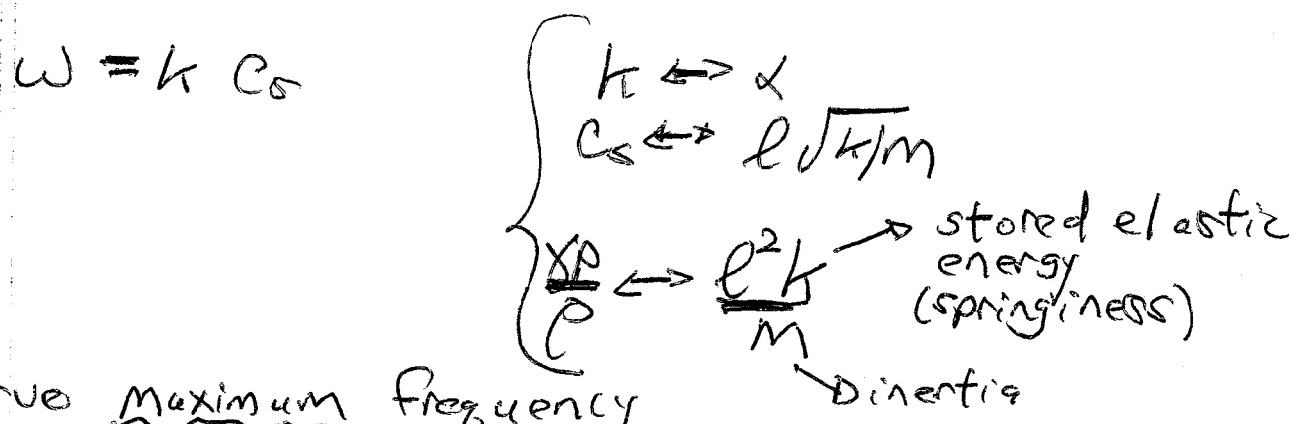 ω = k c_s
k ↔ α
c_s ↔ l√k/m
γp/ρ ↔ l²k/m → stored elastic
energy
(springiness)
→ inertia
maximum frequency